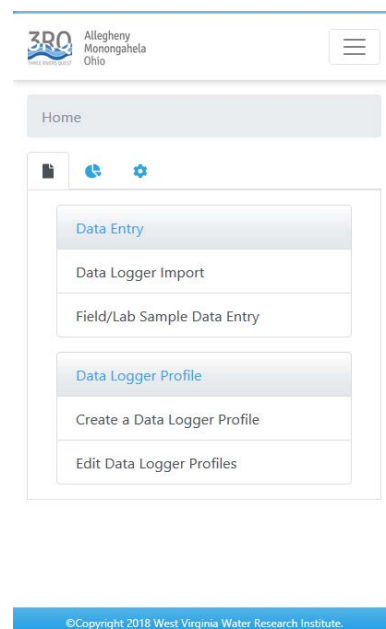 3RQ
Allegheny
Monongahela
Ohio
THREE RIVERS QUEST
Home
Data Entry
Data Logger Import
Field/Lab Sample Data Entry
Data Logger Profile
Create a Data Logger Profile
Edit Data Logger Profiles
©Copyright 2018 West Virginia Water Research Institute.